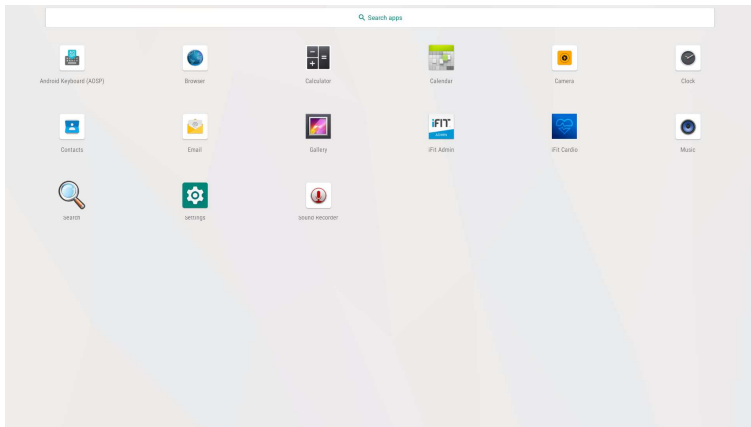 Search apps
Android Keyboard (AOSP)
Browser
Calculator
Calendar
Camera
Clock
Contacts
Email
Gallery
iFIT
ADMIN
iFit Admin
iFit Cardio
Music
Search
Settings
Sound Recorder